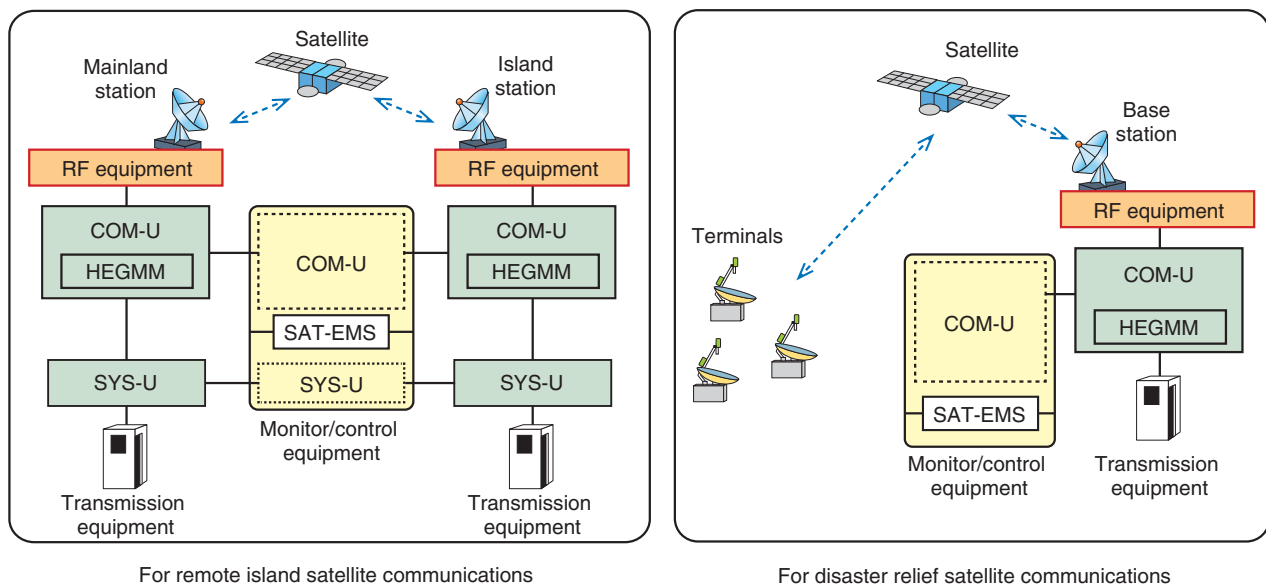 Satellite
Mainland
station
Island
station
RF equipment
RF equipment
COM-U
HEGMM
COM-U
COM-U
HEGMM
SAT-EMS
SYS-U
SYS-U
SYS-U
Monitor/control
equipment
Transmission
equipment
Transmission
equipment
For remote island satellite communications
Satellite
Base
station
RF equipment
Terminals
COM-U
COM-U
HEGMM
SAT-EMS
Monitor/control
equipment
Transmission
equipment
For disaster relief satellite communications